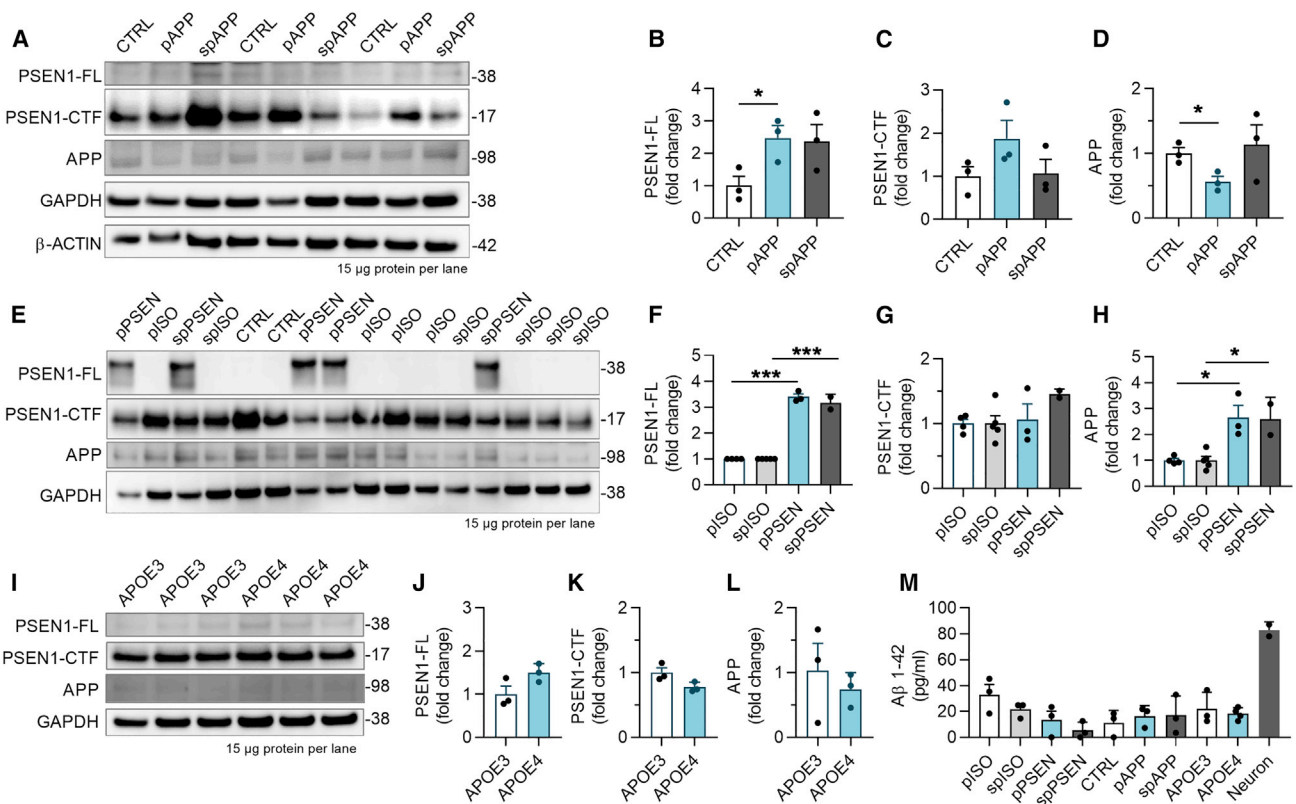 A
CTRL pAPP spAPP CTRL pAPP spAPP CTRL pAPP spAPP
PSEN1-FL -38
PSEN1-CTF -17
APP -98
GAPDH -38
β-ACTIN -42
15 µg protein per lane
B
PSEN1-FL
(fold change)
4
3
2
1
0
*
CTRL pAPP spAPP
C
PSEN1-CTF
(fold change)
3
2
1
0
CTRL pAPP spAPP
D
APP
(fold change)
2
1
0
*
CTRL pAPP spAPP
E
pPSEN pISO spPSEN spISO CTRL CTRL pPSEN pPSEN pISO pISO pISO spISO spPSEN spISO spISO spISO
PSEN1-FL -38
PSEN1-CTF -17
APP -98
GAPDH -38
15 µg protein per lane
F
PSEN1-FL
(fold change)
5
4
3
2
1
0
***
***
pISO spISO pPSEN spPSEN
G
PSEN1-CTF
(fold change)
2
1
0
pISO spISO pPSEN spPSEN
H
APP
(fold change)
5
4
3
2
1
0
*
*
pISO spISO pPSEN spPSEN
I
APOE3 APOE3 APOE3 APOE4 APOE4 APOE4
PSEN1-FL -38
PSEN1-CTF -17
APP -98
GAPDH -38
15 µg protein per lane
J
PSEN1-FL
(fold change)
3
2
1
0
APOE3 APOE4
K
PSEN1-CTF
(fold change)
2
1
0
APOE3 APOE4
L
APP
(fold change)
2
1
0
APOE3 APOE4
M
Aβ 1-42
(pg/ml)
100
80
60
40
20
0
pISO spISO pPSEN spPSEN CTRL pAPP spAPP APOE3 APOE4 Neuron